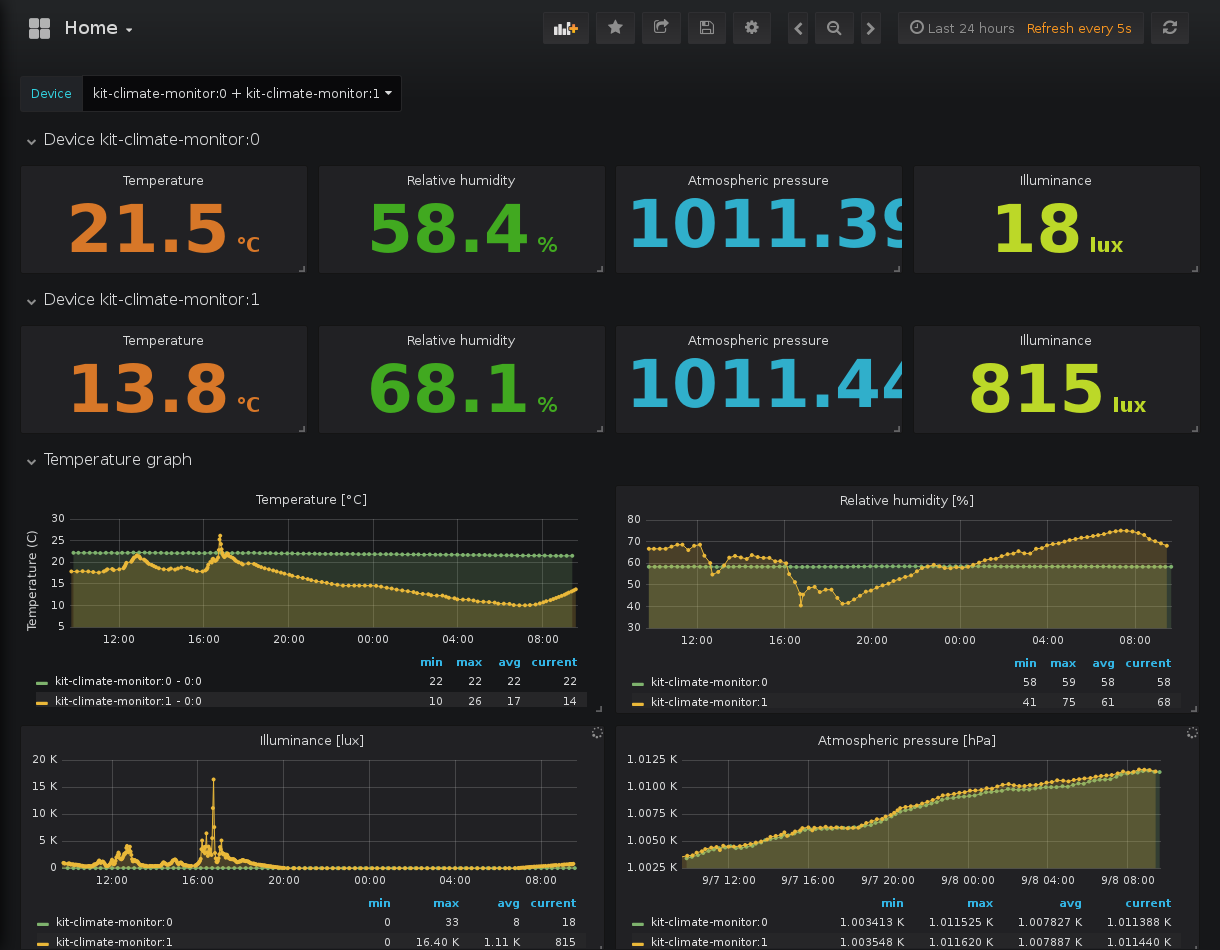 Home
Last 24 hours Refresh every 5s
Device kit-climate-monitor:0 + kit-climate-monitor:1
Device kit-climate-monitor:0
Temperature Relative humidity Atmospheric pressure Illuminance
21.5 °C 58.4 % 1011.39 18 lux
Device kit-climate-monitor:1
Temperature Relative humidity Atmospheric pressure Illuminance
13.8 °C 68.1 % 1011.44 815 lux
Temperature graph
Temperature [°C]
Temperature (C)
30
25
20
15
10
5
12:00 16:00 20:00 00:00 04:00 08:00
min max avg current
kit-climate-monitor:0 - 0:0 22 22 22 22
kit-climate-monitor:1 - 0:0 10 26 17 14
Relative humidity [%]
80
70
60
50
40
30
12:00 16:00 20:00 00:00 04:00 08:00
min max avg current
kit-climate-monitor:0 58 59 58 58
kit-climate-monitor:1 41 75 61 68
Illuminance [lux]
20 K
15 K
10 K
5 K
0
12:00 16:00 20:00 00:00 04:00 08:00
min max avg current
kit-climate-monitor:0 0 33 8 18
kit-climate-monitor:1 0 16.40 K 1.11 K 815
Atmospheric pressure [hPa]
1.0125 K
1.0100 K
1.0075 K
1.0050 K
1.0025 K
9/7 12:00 9/7 16:00 9/7 20:00 9/8 00:00 9/8 04:00 9/8 08:00
min max avg current
kit-climate-monitor:0 1.003413 K 1.011525 K 1.007827 K 1.011388 K
kit-climate-monitor:1 1.003548 K 1.011620 K 1.007887 K 1.011440 K